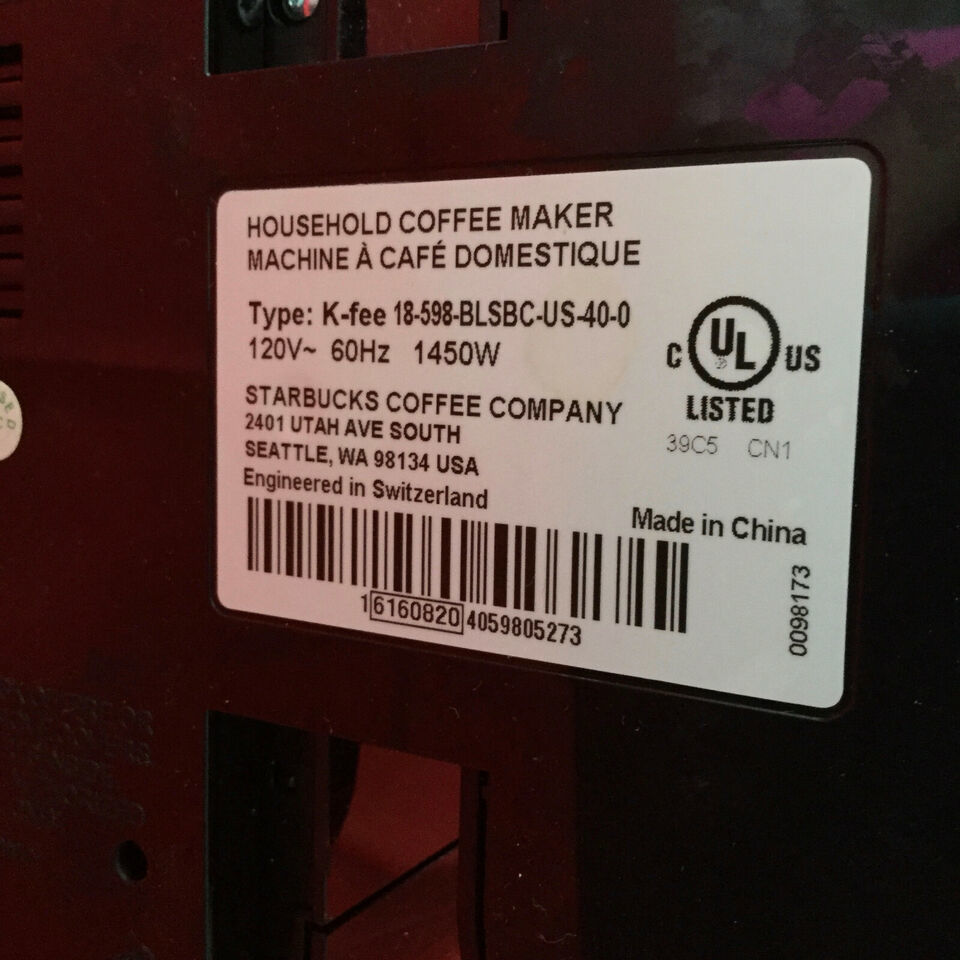 HOUSEHOLD COFFEE MAKER
MACHINE À CAFÉ DOMESTIQUE
Type: K-fee 18-598-BLSBC-US-40-0
120V~ 60Hz 1450W
C UL US
LISTED
39C5 CN1
STARBUCKS COFFEE COMPANY
2401 UTAH AVE SOUTH
SEATTLE, WA 98134 USA
Engineered in Switzerland
Made in China
1 6160820 4059805273
0098173